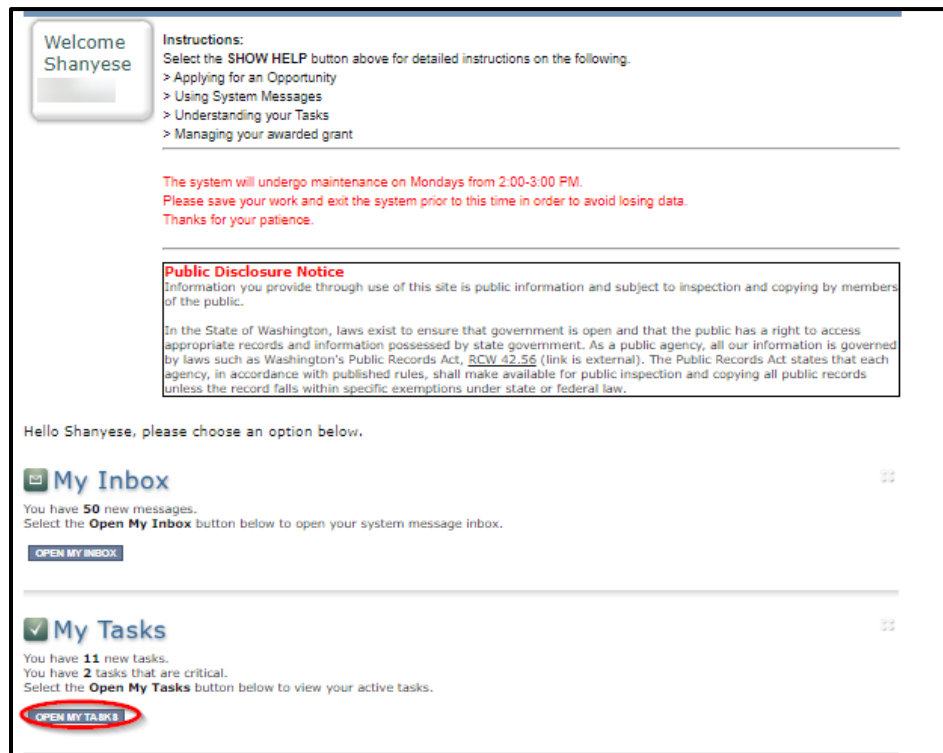 Welcome
Shanyese
Instructions:
Select the SHOW HELP button above for detailed instructions on the following.
> Applying for an Opportunity
> Using System Messages
> Understanding your Tasks
> Managing your awarded grant
The system will undergo maintenance on Mondays from 2:00-3:00 PM.
Please save your work and exit the system prior to this time in order to avoid losing data.
Thanks for your patience.
Public Disclosure Notice
Information you provide through use of this site is public information and subject to inspection and copying by members
of the public.
In the State of Washington, laws exist to ensure that government is open and that the public has a right to access
appropriate records and information possessed by state government. As a public agency, all our information is governed
by laws such as Washington's Public Records Act, RCW 42.56 (link is external). The Public Records Act states that each
agency, in accordance with published rules, shall make available for public inspection and copying all public records
unless the record falls within specific exemptions under state or federal law.
Hello Shanyese, please choose an option below.
My Inbox
You have 50 new messages.
Select the Open My Inbox button below to open your system message inbox.
OPEN MY INBOX
My Tasks
You have 11 new tasks.
You have 2 tasks that are critical.
Select the Open My Tasks button below to view your active tasks.
OPEN MY TASKS